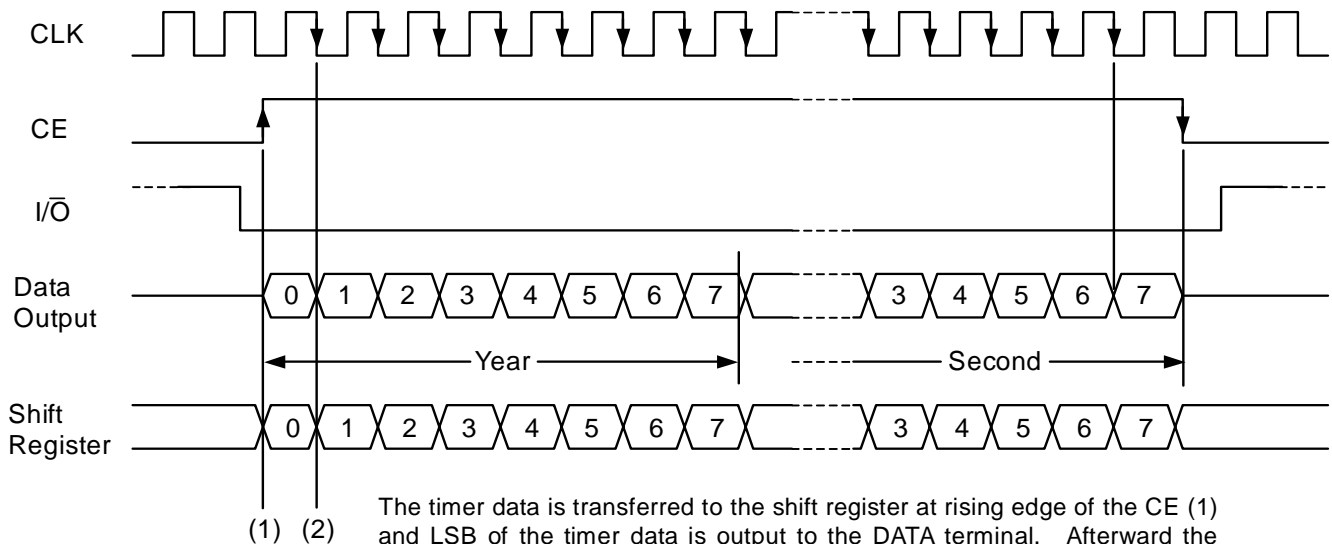 CLK
CE
I/O̅
Data
Output
0 1 2 3 4 5 6 7 3 4 5 6 7
Year Second
Shift
Register
0 1 2 3 4 5 6 7 3 4 5 6 7
(1) (2)
The timer data is transferred to the shift register at rising edge of the CE (1)
and LSB of the timer data is output to the DATA terminal. Afterward the